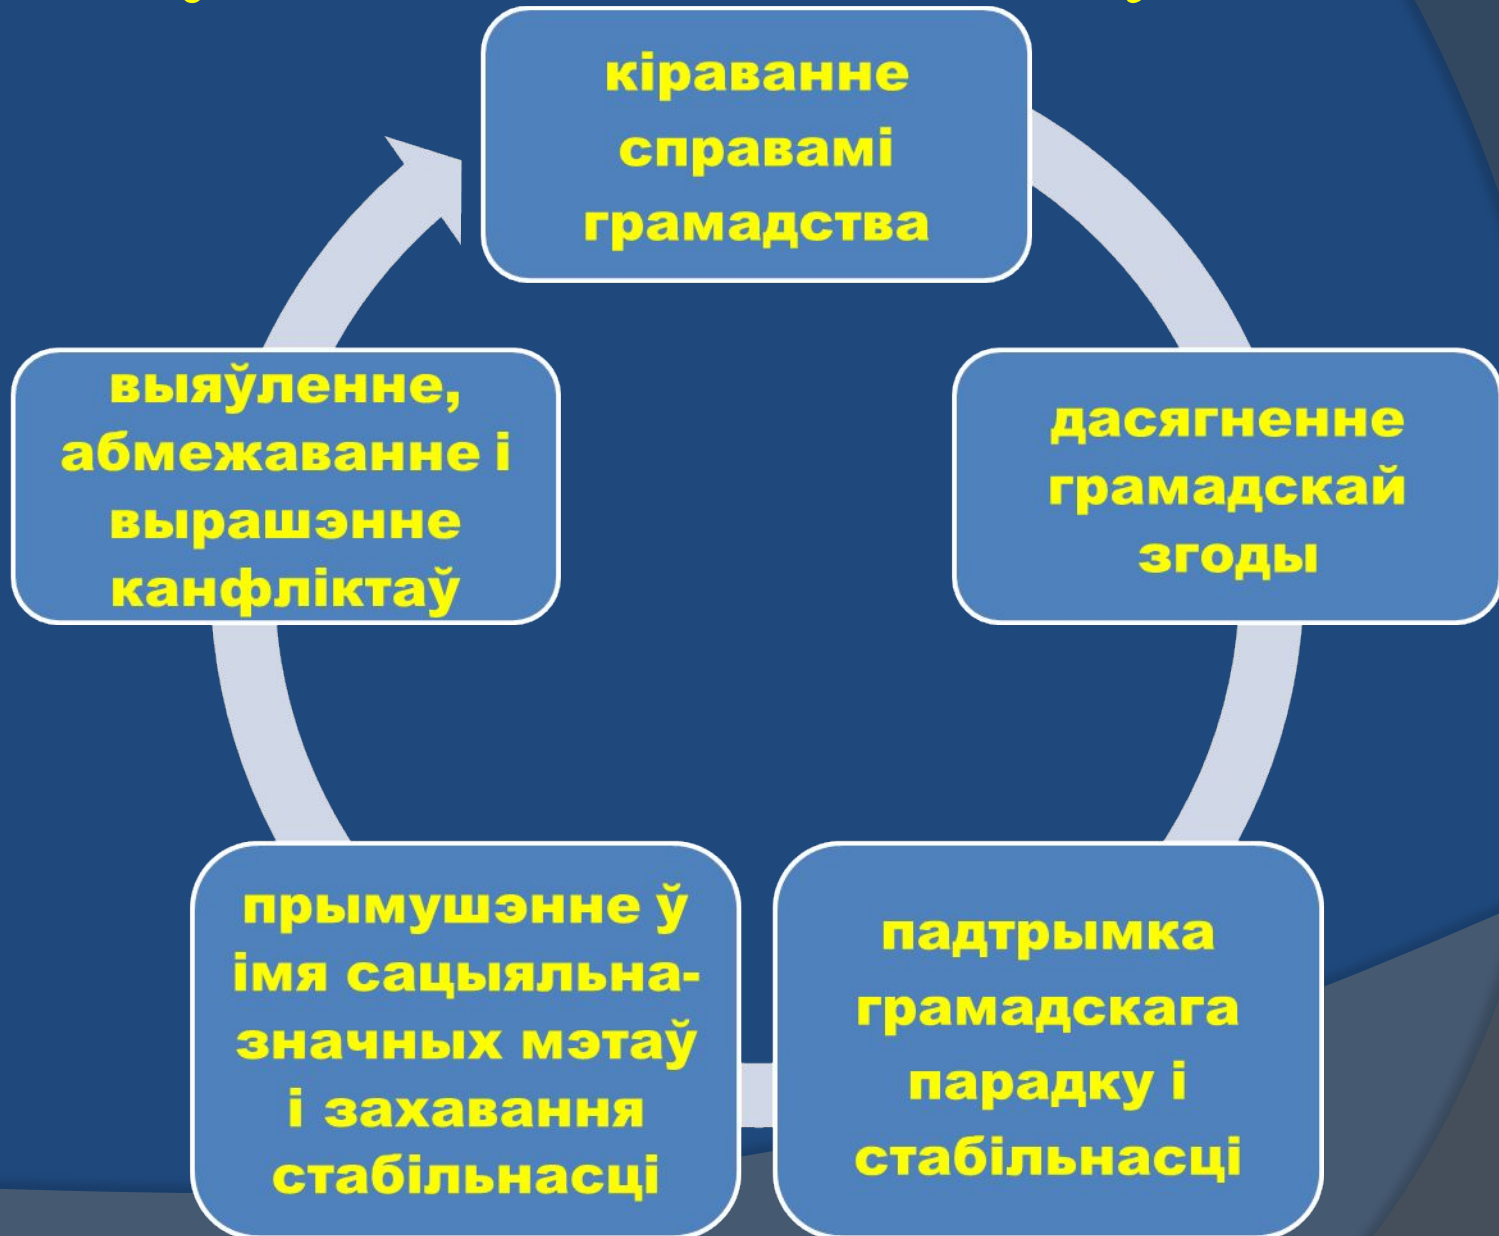 кіраванне
справамі
грамадства
дасягненне
грамадскай
згоды
падтрымка
грамадскага
парадку і
стабільнасці
прымушэнне ў
імя сацыяльна-
значных мэтаў
і захавання
стабільнасці
выяўленне,
абмежаванне і
вырашэнне
канфліктаў